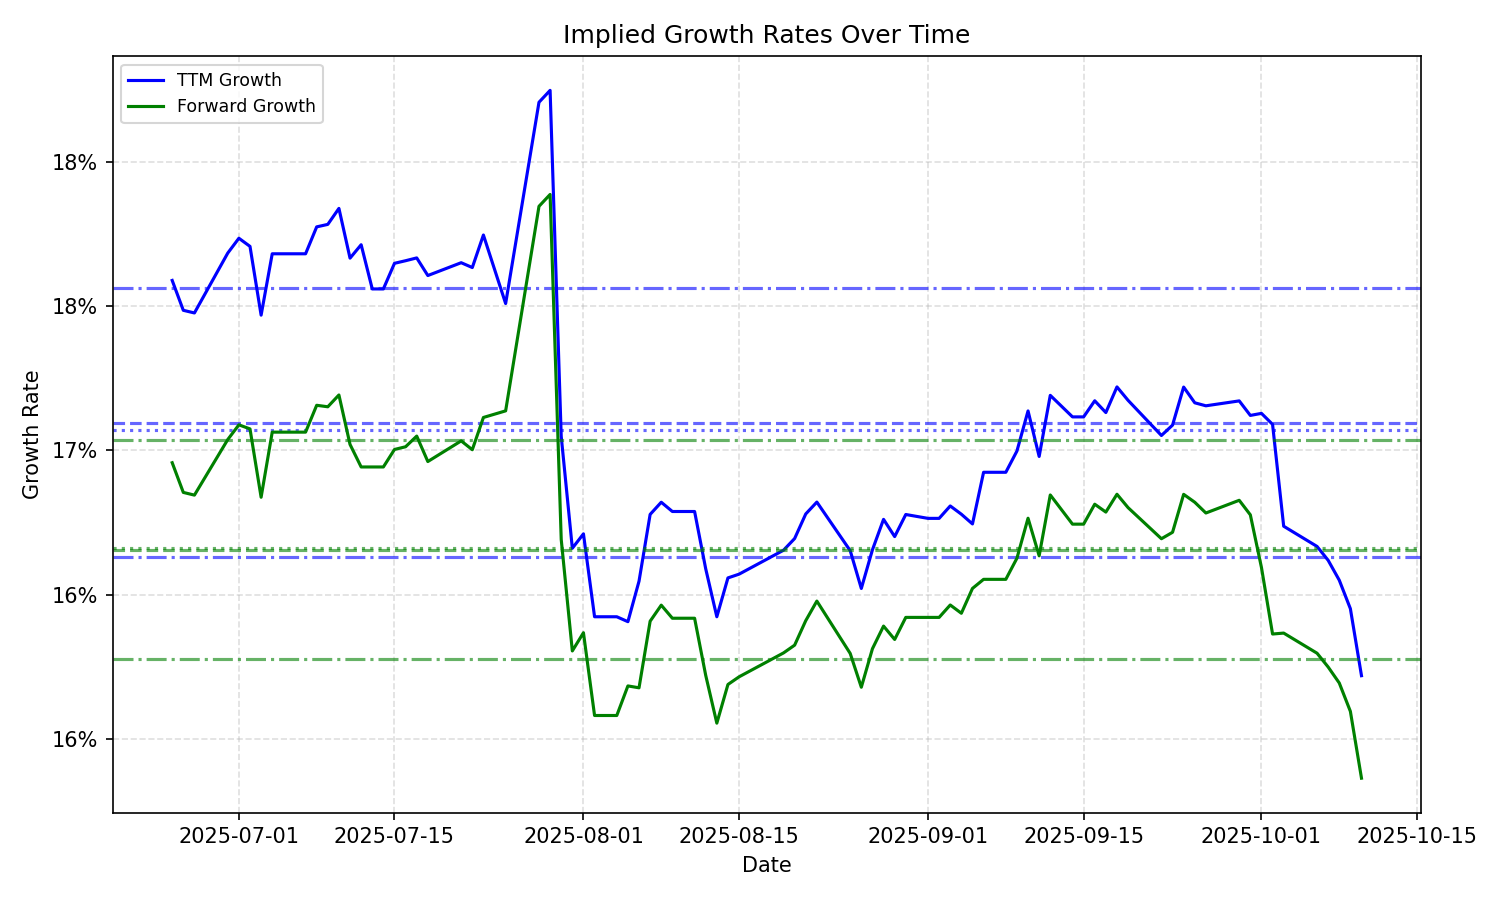 Implied Growth Rates Over Time
TTM Growth
Forward Growth
Growth Rate
18%
18%
17%
16%
16%
2025-07-01
2025-07-15
2025-08-01
2025-08-15
2025-09-01
2025-09-15
2025-10-01
2025-10-15
Date